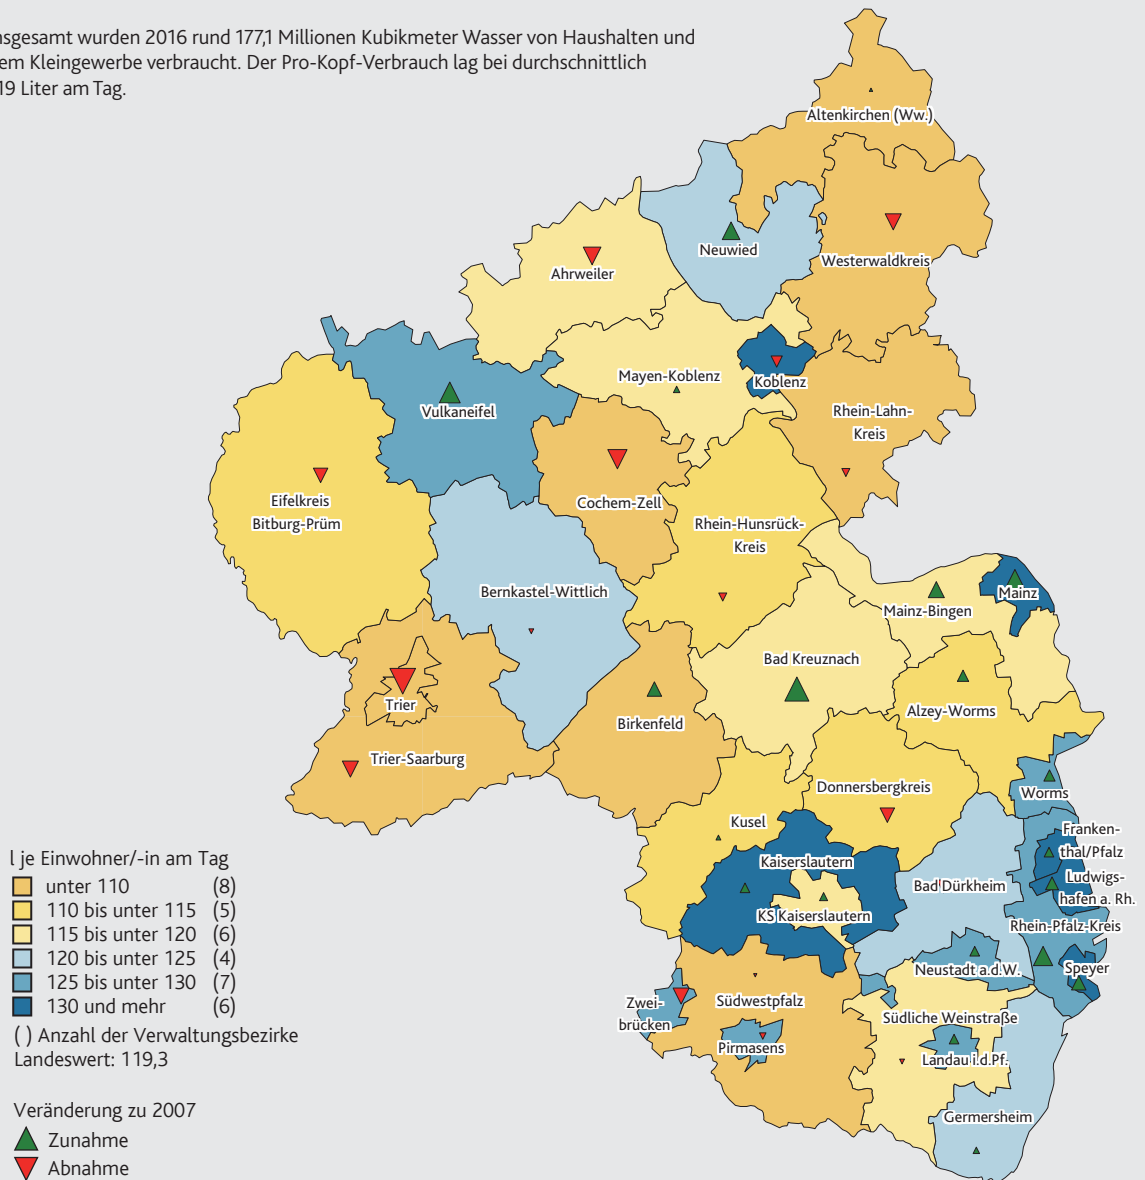 nsgesamt wurden 2016 rund 177,1 Millionen Kubikmeter Wasser von Haushalten und
em Kleingewerbe verbraucht. Der Pro-Kopf-Verbrauch lag bei durchschnittlich
19 Liter am Tag.
Altenkirchen (Ww.)
Neuwied
Westerwaldkreis
Ahrweiler
Mayen-Koblenz
Koblenz
Vulkaneifel
Rhein-Lahn-
Kreis
Eifelkreis
Bitburg-Prüm
Cochem-Zell
Rhein-Hunsrück-
Kreis
Bernkastel-Wittlich
Mainz
Mainz-Bingen
Bad Kreuznach
Trier
Birkenfeld
Alzey-Worms
Trier-Saarburg
Donnersbergkreis
Worms
Kusel
Franken-
thal/Pfalz
Kaiserslautern
Ludwigs-
hafen a. Rh.
Bad Dürkheim
KS Kaiserslautern
Rhein-Pfalz-Kreis
Neustadt a.d.W.
Speyer
Zwei-
brücken
Südwestpfalz
Südliche Weinstraße
Pirmasens
Landau i.d.Pf.
Germersheim
l je Einwohner/-in am Tag
unter 110 (8)
110 bis unter 115 (5)
115 bis unter 120 (6)
120 bis unter 125 (4)
125 bis unter 130 (7)
130 und mehr (6)
( ) Anzahl der Verwaltungsbezirke
Landeswert: 119,3
Veränderung zu 2007
Zunahme
Abnahme